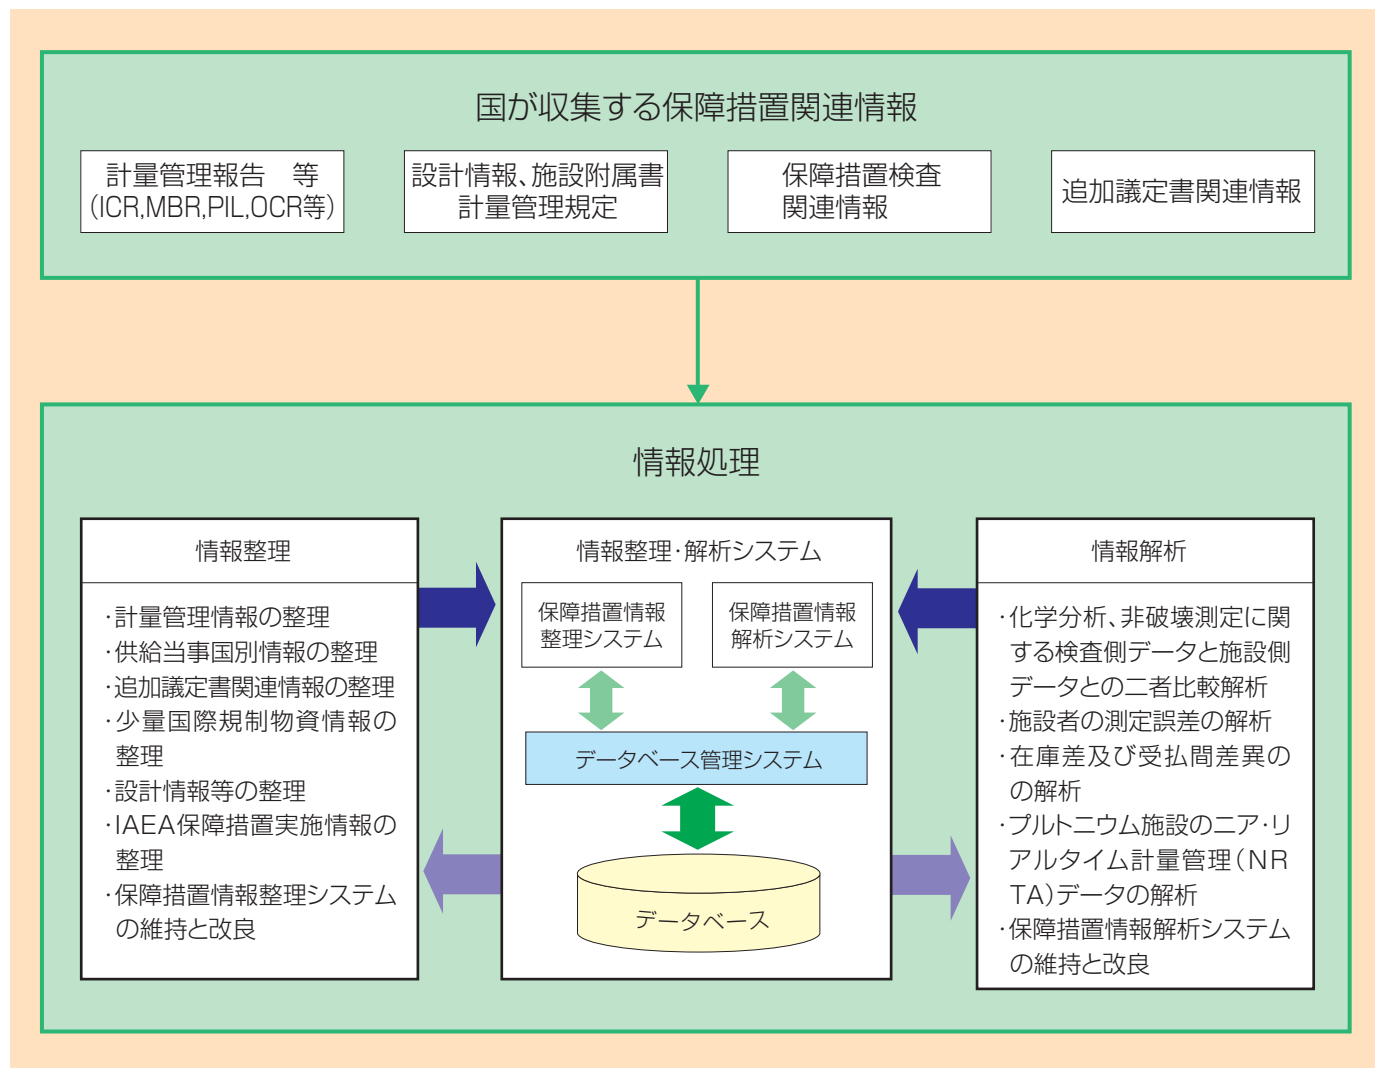 国が収集する保障措置関連情報
計量管理報告　等
(ICR,MBR,PIL,OCR等)
設計情報、施設附属書
計量管理規定
保障措置検査
関連情報
追加議定書関連情報
情報処理
情報整理
・計量管理情報の整理
・供給当事国別情報の整理
・追加議定書関連情報の整理
・少量国際規制物資情報の
整理
・設計情報等の整理
・IAEA保障措置実施情報の
整理
・保障措置情報整理システム
の維持と改良
情報整理・解析システム
保障措置情報
整理システム
保障措置情報
解析システム
データベース管理システム
データベース
情報解析
・化学分析、非破壊測定に関
する検査側データと施設側
データとの二者比較解析
・施設者の測定誤差の解析
・在庫差及び受払間差異の
の解析
・プルトニウム施設のニア・リ
アルタイム計量管理(NR
TA)データの解析
・保障措置情報解析システム
の維持と改良